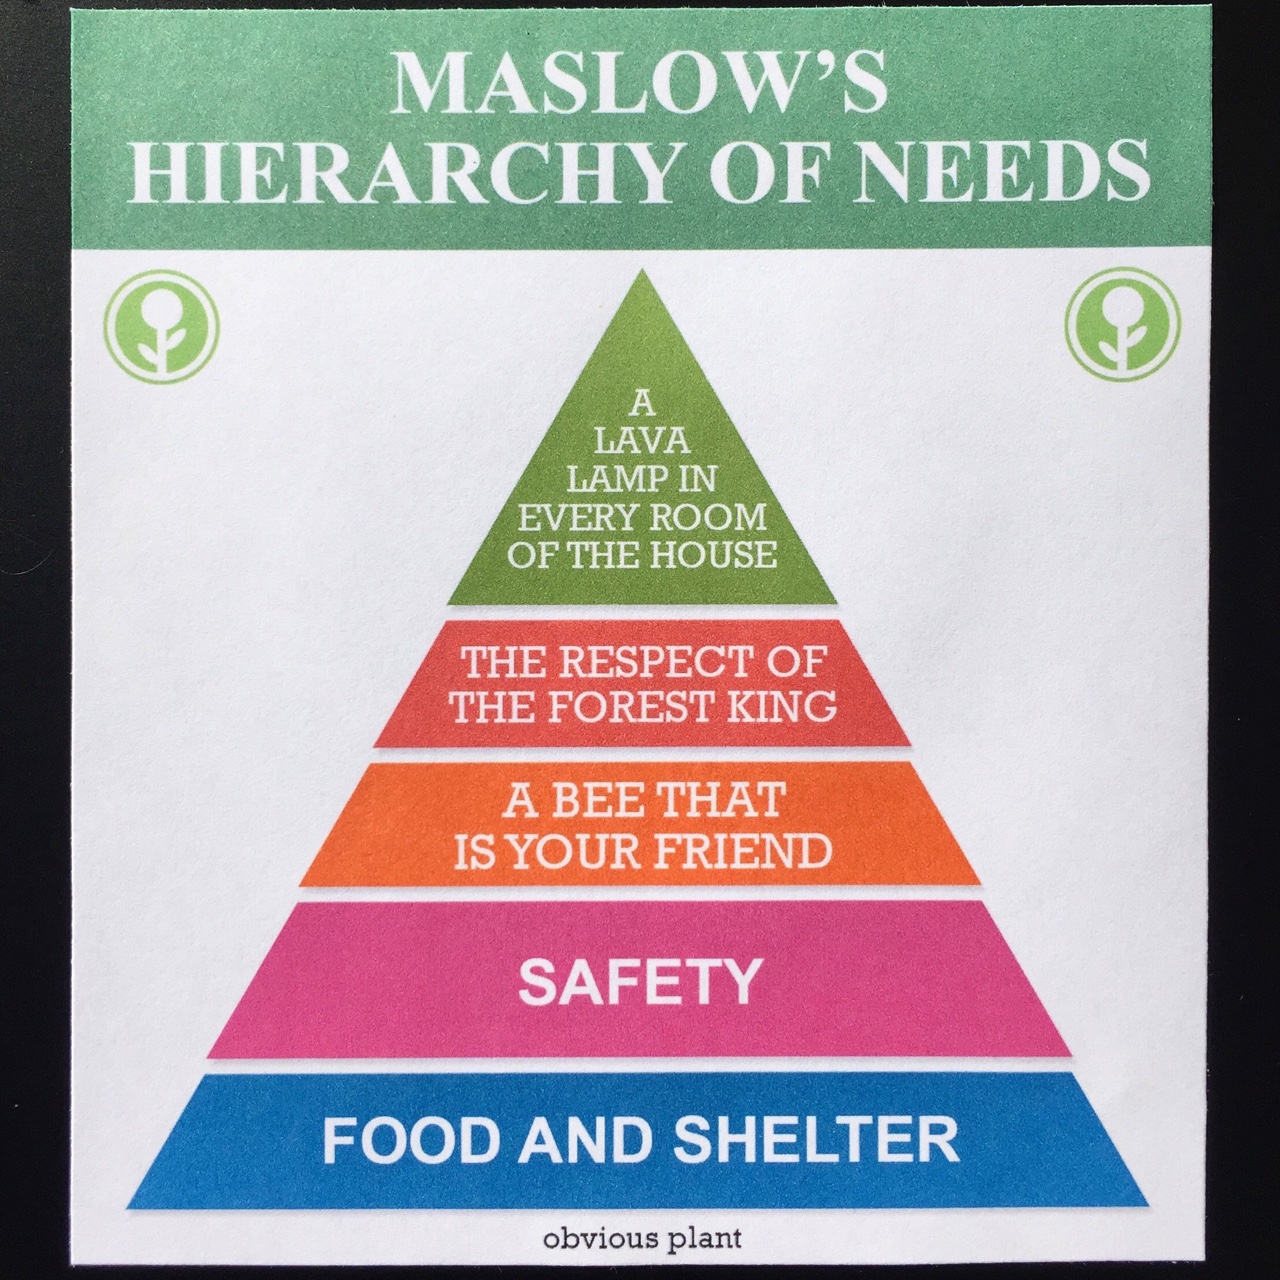 MASLOW’S
HIERARCHY OF NEEDS
A
LAVA
LAMP IN
EVERY ROOM
OF THE HOUSE
THE RESPECT OF
THE FOREST KING
A BEE THAT
IS YOUR FRIEND
SAFETY
FOOD AND SHELTER
obvious plant